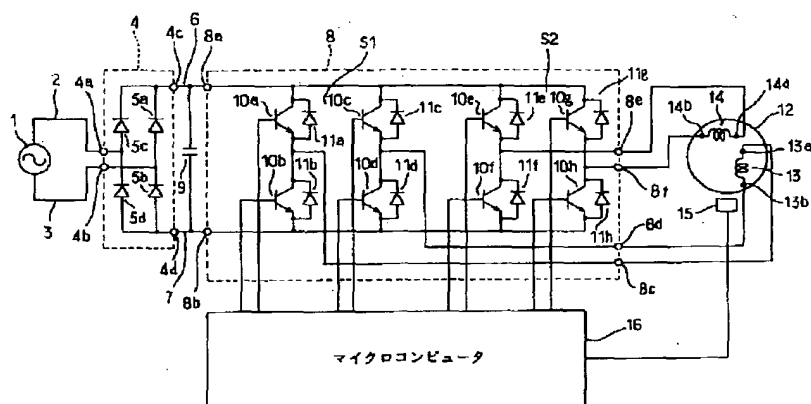 4 4c 6 8a 8 S1 S2
2 4a 5a 10a 10c 11c 10e 11e 10g 11g 8e 14b 14 14a 12
1 5c 9 11a 13a
5b 10b 11b 10d 11d 10f 11f 10h 11h 8f 13
3 4b 5d 4d 7 8b 15 13b
8d
8c
16
マイクロコンピュータ